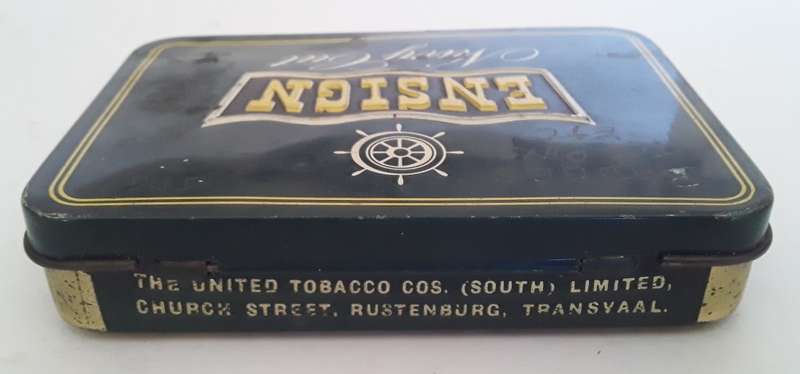 Navy Cut
ENSIGN
THE UNITED TOBACCO COS. (SOUTH) LIMITED,
CHURCH STREET, RUSTENBURG, TRANSVAAL.